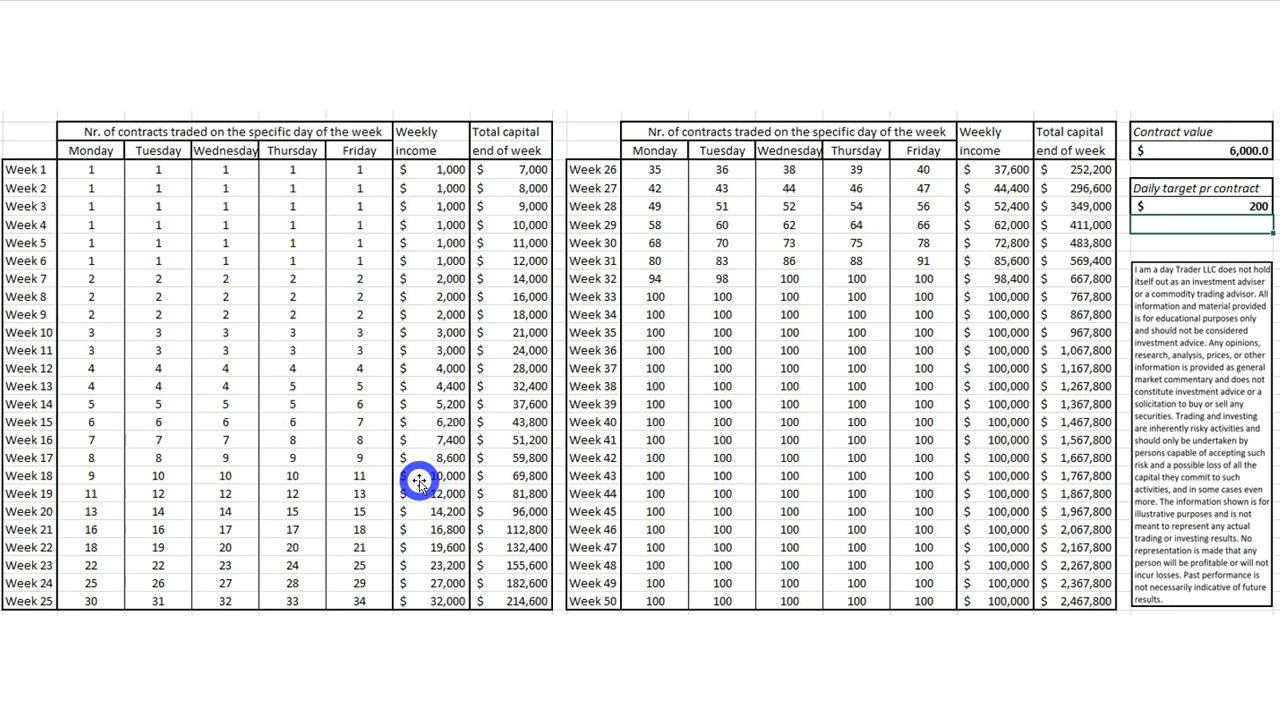 Nr. of contracts traded on the specific day of the week Weekly Total capital
Monday Tuesday Wednesday Thursday Friday income end of week
Week 1 1 1 1 1 1 $ 1,000 $ 7,000
Week 2 1 1 1 1 1 $ 1,000 $ 8,000
Week 3 1 1 1 1 1 $ 1,000 $ 9,000
Week 4 1 1 1 1 1 $ 1,000 $ 10,000
Week 5 1 1 1 1 1 $ 1,000 $ 11,000
Week 6 1 1 1 1 1 $ 1,000 $ 12,000
Week 7 2 2 2 2 2 $ 2,000 $ 14,000
Week 8 2 2 2 2 2 $ 2,000 $ 16,000
Week 9 2 2 2 2 2 $ 2,000 $ 18,000
Week 10 3 3 3 3 3 $ 3,000 $ 21,000
Week 11 3 3 3 3 3 $ 3,000 $ 24,000
Week 12 4 4 4 4 4 $ 4,000 $ 28,000
Week 13 4 4 4 5 5 $ 4,400 $ 32,400
Week 14 5 5 5 5 6 $ 5,200 $ 37,600
Week 15 6 6 6 6 7 $ 6,200 $ 43,800
Week 16 7 7 7 8 8 $ 7,400 $ 51,200
Week 17 8 8 9 9 9 $ 8,600 $ 59,800
Week 18 9 10 10 10 11 $ 10,000 $ 69,800
Week 19 11 12 12 12 13 $ 12,000 $ 81,800
Week 20 13 14 14 15 15 $ 14,200 $ 96,000
Week 21 16 16 17 17 18 $ 16,800 $ 112,800
Week 22 18 19 20 20 21 $ 19,600 $ 132,400
Week 23 22 22 23 24 25 $ 23,200 $ 155,600
Week 24 25 26 27 28 29 $ 27,000 $ 182,600
Week 25 30 31 32 33 34 $ 32,000 $ 214,600
Nr. of contracts traded on the specific day of the week Weekly Total capital
Monday Tuesday Wednesday Thursday Friday income end of week
Week 26 35 36 38 39 40 $ 37,600 $ 252,200
Week 27 42 43 44 46 47 $ 44,400 $ 296,600
Week 28 49 51 52 54 56 $ 52,400 $ 349,000
Week 29 58 60 62 64 66 $ 62,000 $ 411,000
Week 30 68 70 73 75 78 $ 72,800 $ 483,800
Week 31 80 83 86 88 91 $ 85,600 $ 569,400
Week 32 94 98 100 100 100 $ 98,400 $ 667,800
Week 33 100 100 100 100 100 $ 100,000 $ 767,800
Week 34 100 100 100 100 100 $ 100,000 $ 867,800
Week 35 100 100 100 100 100 $ 100,000 $ 967,800
Week 36 100 100 100 100 100 $ 100,000 $ 1,067,800
Week 37 100 100 100 100 100 $ 100,000 $ 1,167,800
Week 38 100 100 100 100 100 $ 100,000 $ 1,267,800
Week 39 100 100 100 100 100 $ 100,000 $ 1,367,800
Week 40 100 100 100 100 100 $ 100,000 $ 1,467,800
Week 41 100 100 100 100 100 $ 100,000 $ 1,567,800
Week 42 100 100 100 100 100 $ 100,000 $ 1,667,800
Week 43 100 100 100 100 100 $ 100,000 $ 1,767,800
Week 44 100 100 100 100 100 $ 100,000 $ 1,867,800
Week 45 100 100 100 100 100 $ 100,000 $ 1,967,800
Week 46 100 100 100 100 100 $ 100,000 $ 2,067,800
Week 47 100 100 100 100 100 $ 100,000 $ 2,167,800
Week 48 100 100 100 100 100 $ 100,000 $ 2,267,800
Week 49 100 100 100 100 100 $ 100,000 $ 2,367,800
Week 50 100 100 100 100 100 $ 100,000 $ 2,467,800
Contract value
$ 6,000.0
Daily target pr contract
$ 200
I am a day Trader LLC does not hold
itself out as an investment adviser
or a commodity trading advisor. All
information and material provided
is for educational purposes only
and should not be considered
investment advice. Any opinions,
research, analysis, prices, or other
information is provided as general
market commentary and does not
constitute investment advice or a
solicitation to buy or sell any
securities. Trading and investing
are inherently risky activities and
should only be undertaken by
persons capable of accepting such
risk and a possible loss of all the
capital they commit to such
activities, and in some cases even
more. The information shown is for
illustrative purposes and is not
meant to represent any actual
trading or investing results. No
representation is made that any
person will be profitable or will not
incur losses. Past performance is
not necessarily indicative of future
results.